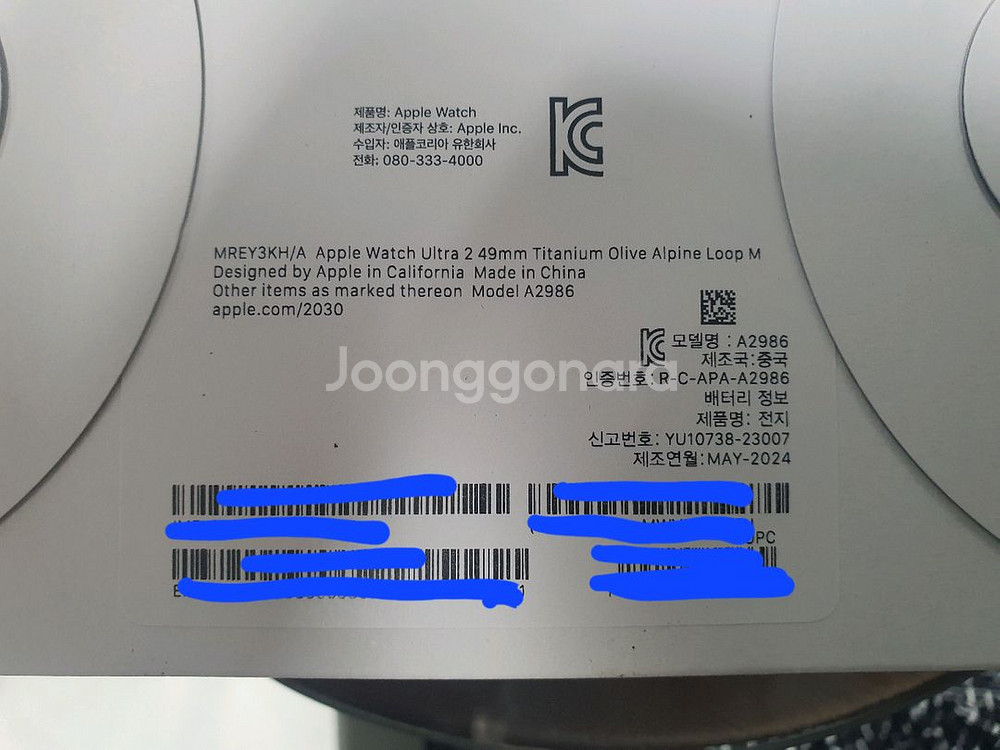 제품명: Apple Watch
제조자/인증자 상호: Apple Inc.
수입자: 애플코리아 유한회사
전화: 080-333-4000
MREY3KH/A Apple Watch Ultra 2 49mm Titanium Olive Alpine Loop M
Designed by Apple in California Made in China
Other items as marked thereon Model A2986
apple.com/2030
모델명 : A2986
제조국:중국
Joonggonara
인증번호: R-C-APA-A2986
배터리 정보
제품명: 전지
신고번호: YU10738-23007
제조연월:MAY-2024